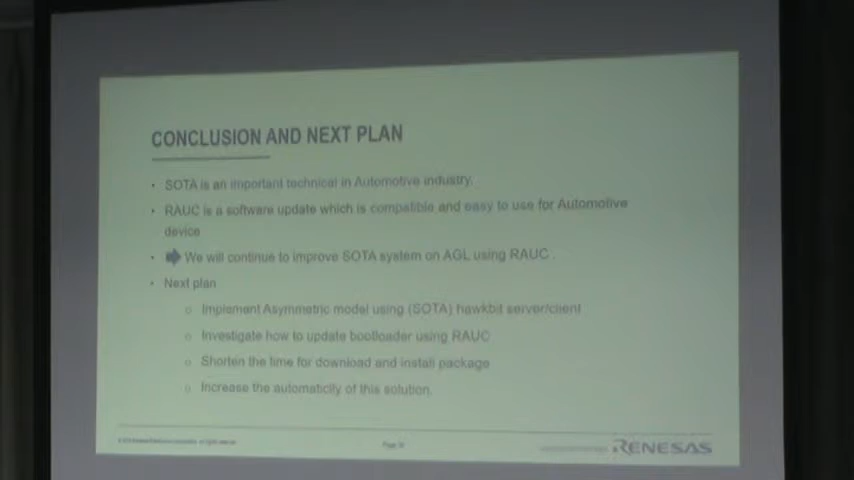 CONCLUSION AND NEXT PLAN
• SOTA is an important technical in Automotive industry.
• RAUC is a software update which is compatible and easy to use for Automotive
device
• We will continue to improve SOTA system on AGL using RAUC .
• Next plan
o Implement Asymmetric model using (SOTA) hawkbit server/client
o Investigate how to update bootloader using RAUC
o Shorten the time for download and install package
o Increase the automaticity of this solution.
Page
RENESAS